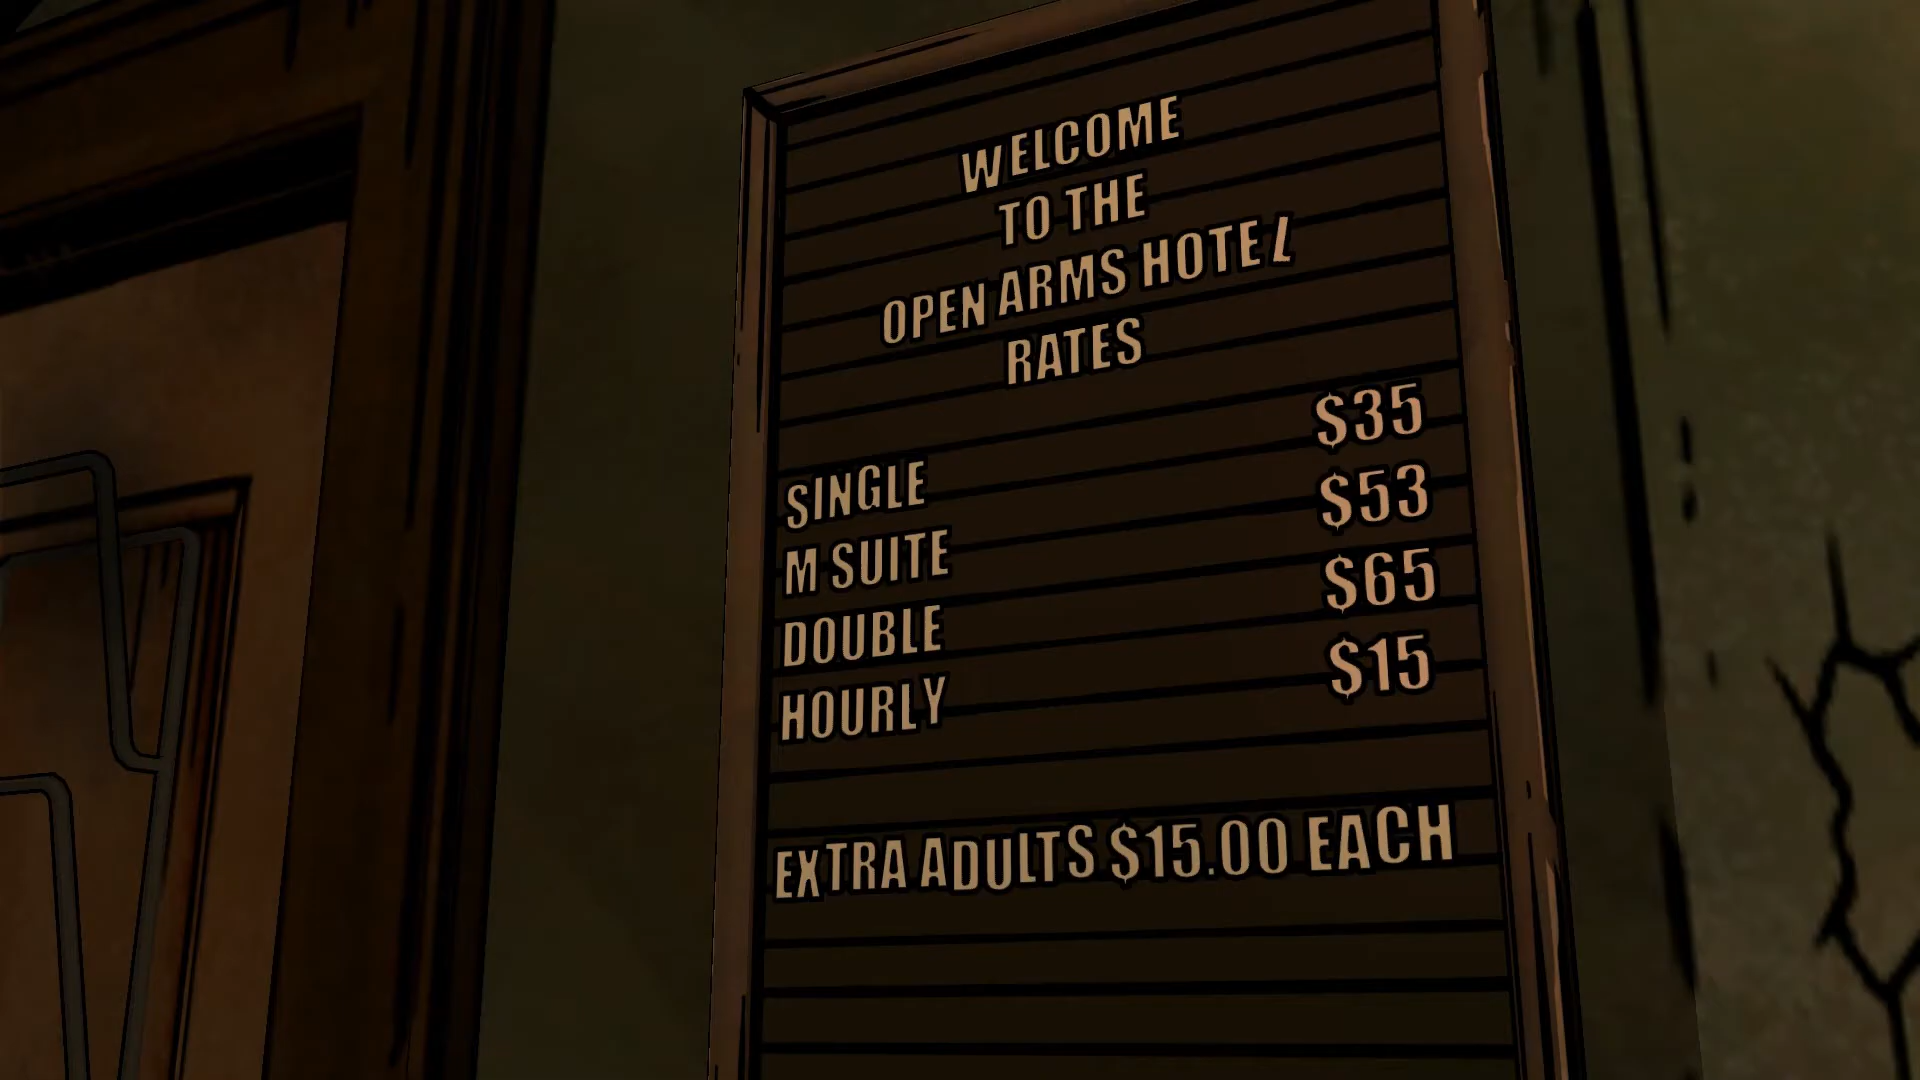 WELCOME
TO THE
OPEN ARMS HOTEL
RATES
SINGLE $35
M SUITE $53
DOUBLE $65
HOURLY $15
EXTRA ADULTS $15.00 EACH